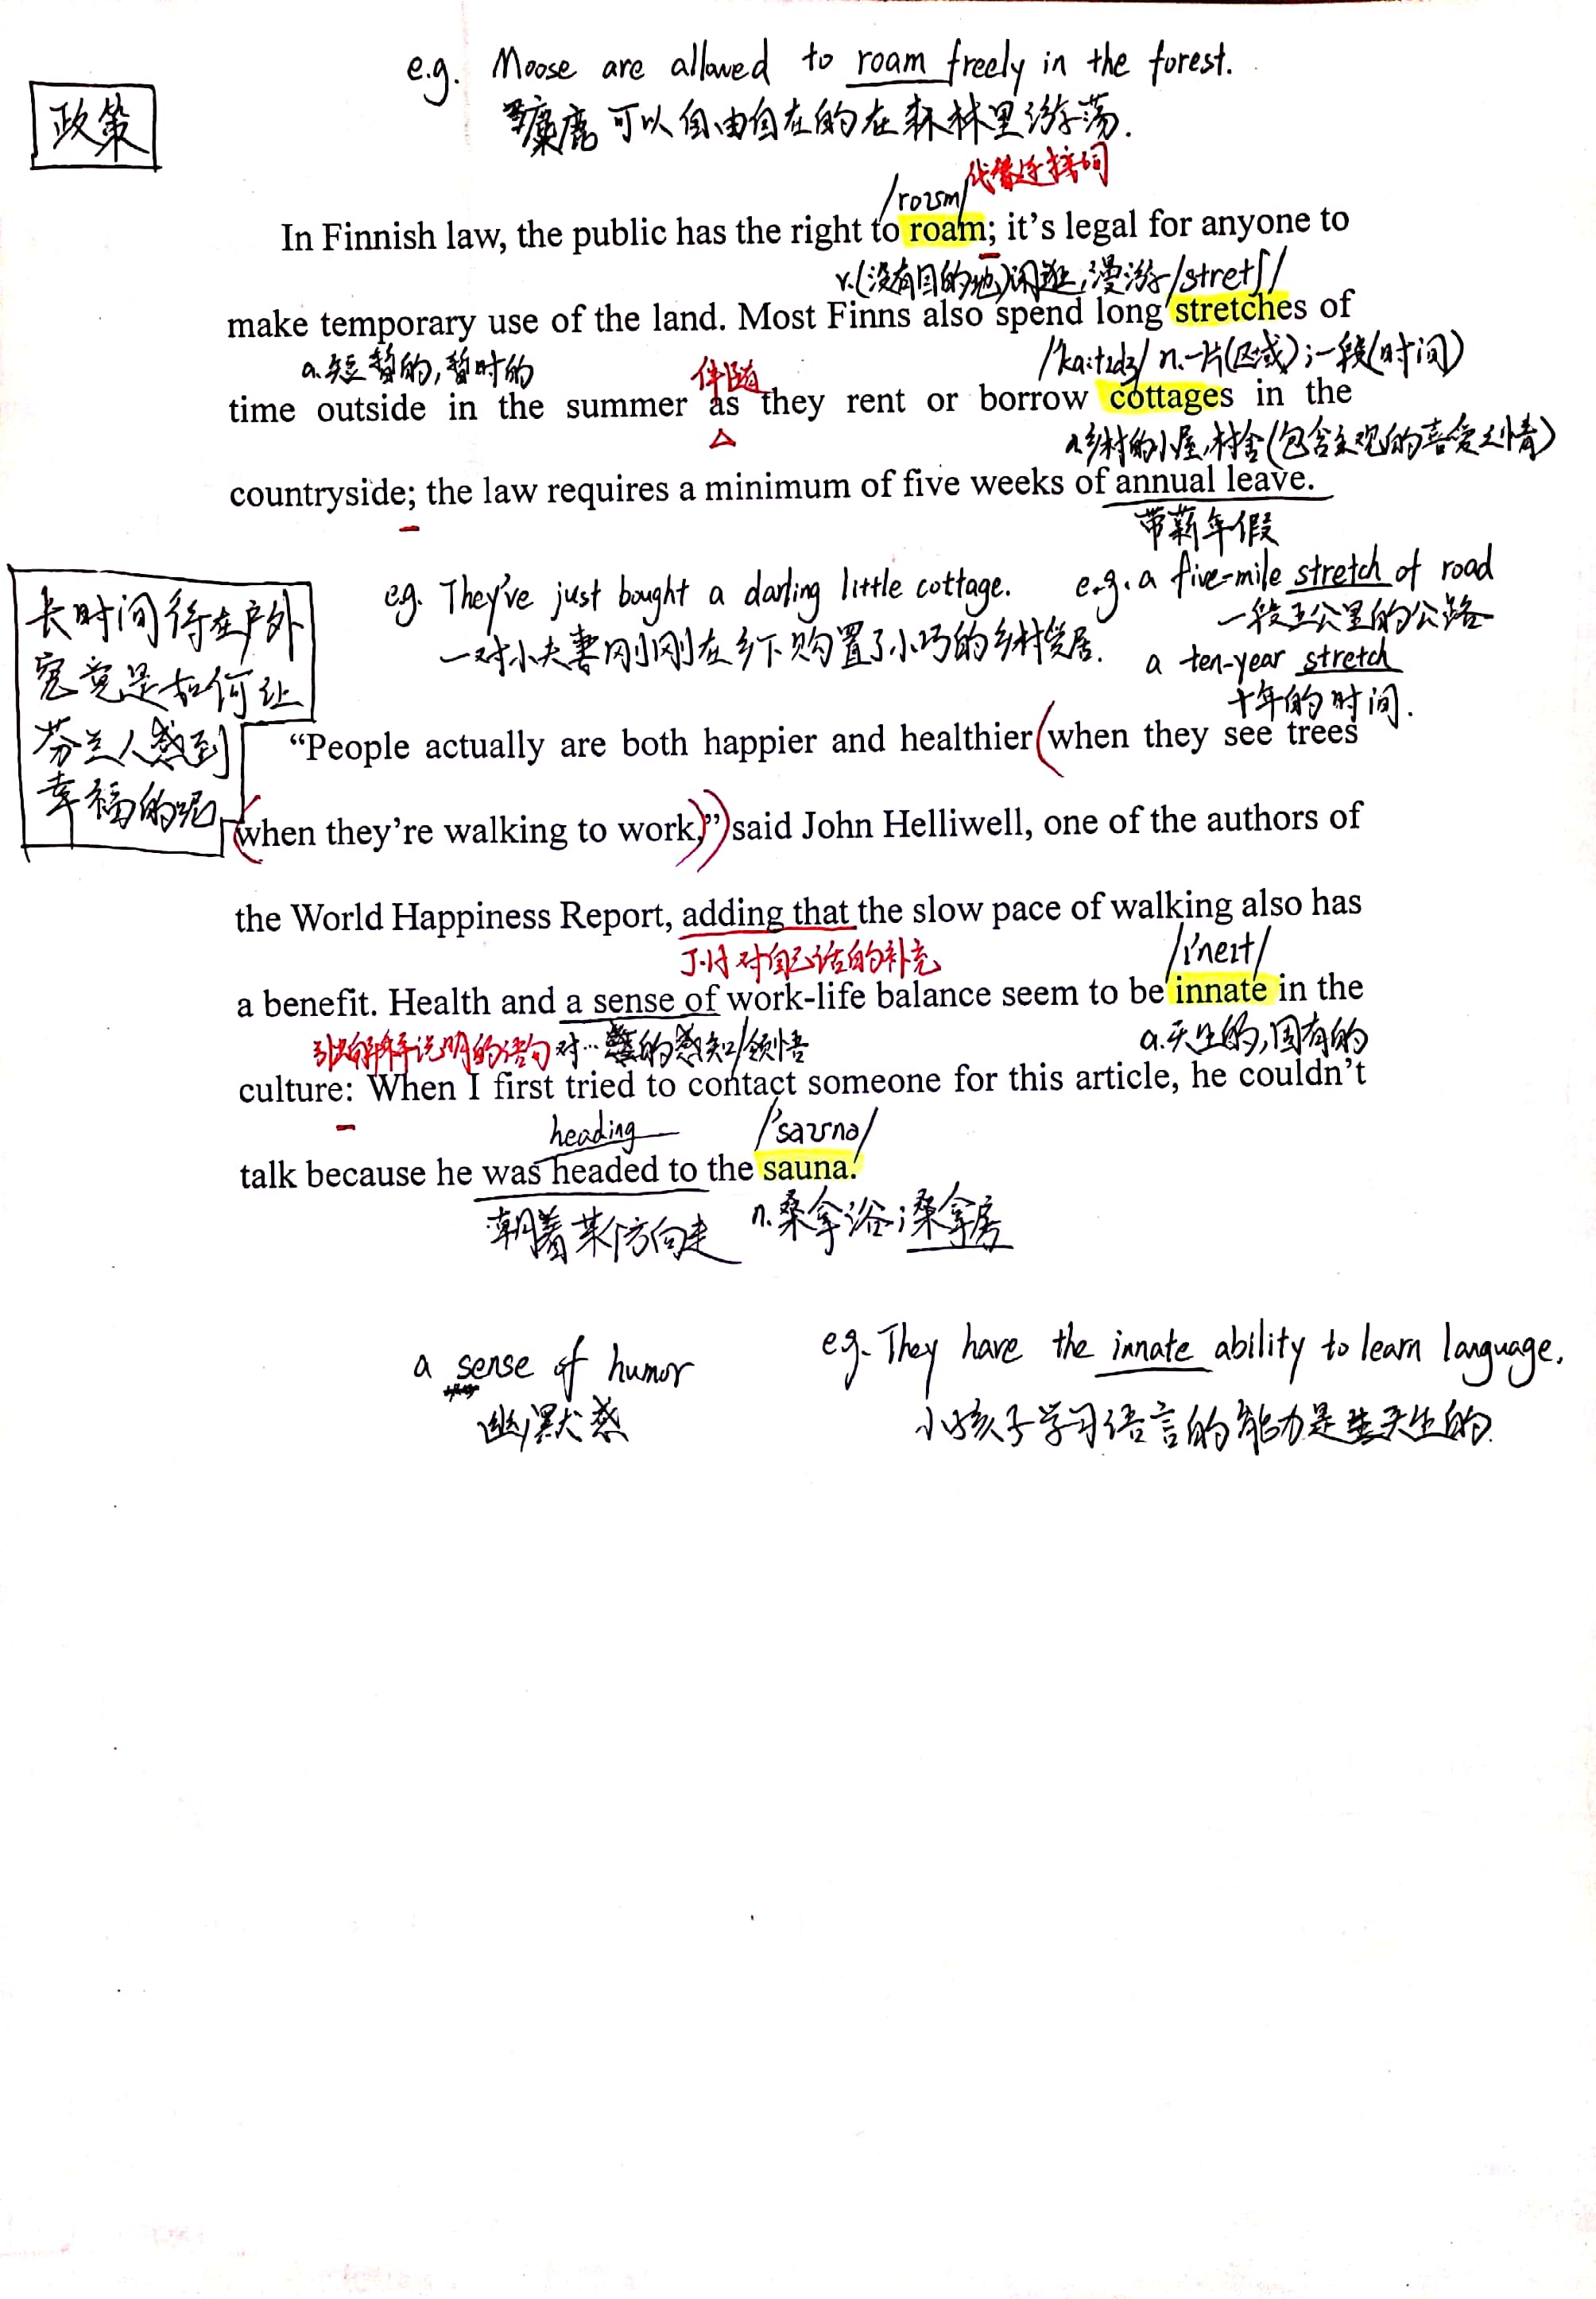 e.g. Moose are allowed to roam freely in the forest.
政策
麋鹿可以自由自在的在森林里游荡.
代替连接词
/roʊm/
In Finnish law, the public has the right to roam; it's legal for anyone to
v.(没有目的地)闲逛,漫游 /stretʃ/
make temporary use of the land. Most Finns also spend long stretches of
a.短暂的,暂时的 伴随 /'ka:tɪdʒ/ n.一片(区域);一段(时间)
time outside in the summer as they rent or borrow cottages in the
n.乡村的小屋,村舍(包含主观的喜爱之情)
countryside; the law requires a minimum of five weeks of annual leave.
带薪年假
eg. They've just bought a darling little cottage.
一对小夫妻刚刚在乡下购置了小巧的乡村居.
e.g. a five-mile stretch of road
一段五公里的公路
a ten-year stretch
十年的时间.
长时间待在户外
究竟是如何让
芬兰人感到
幸福的呢
“People actually are both happier and healthier (when they see trees
(when they're walking to work,”)) said John Helliwell, one of the authors of
the World Happiness Report, adding that the slow pace of walking also has
对自己话的补充 /ɪ'neɪt/
a benefit. Health and a sense of work-life balance seem to be innate in the
引出解释说明的语句 对…的感知/领悟 a.天生的,固有的
culture: When I first tried to contact someone for this article, he couldn't
heading /'saʊnə/
talk because he was headed to the sauna.
朝着某个方向走 n.桑拿浴;桑拿房
a sense of humor
幽默感
eg. They have the innate ability to learn language.
小孩子学习语言的能力是天生的.